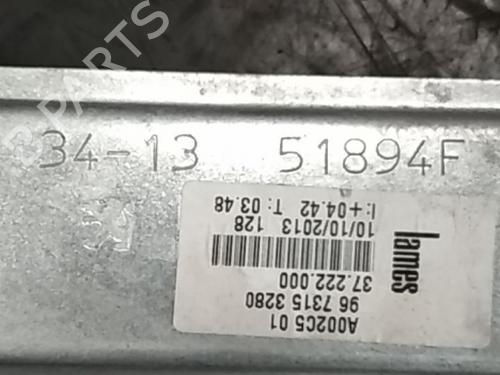 B PARTS
34-13 51894F
A002C5 01
96 7315 3280
37.222.000
10/10/2013 128
I:+04.42 T: 03.48
lames